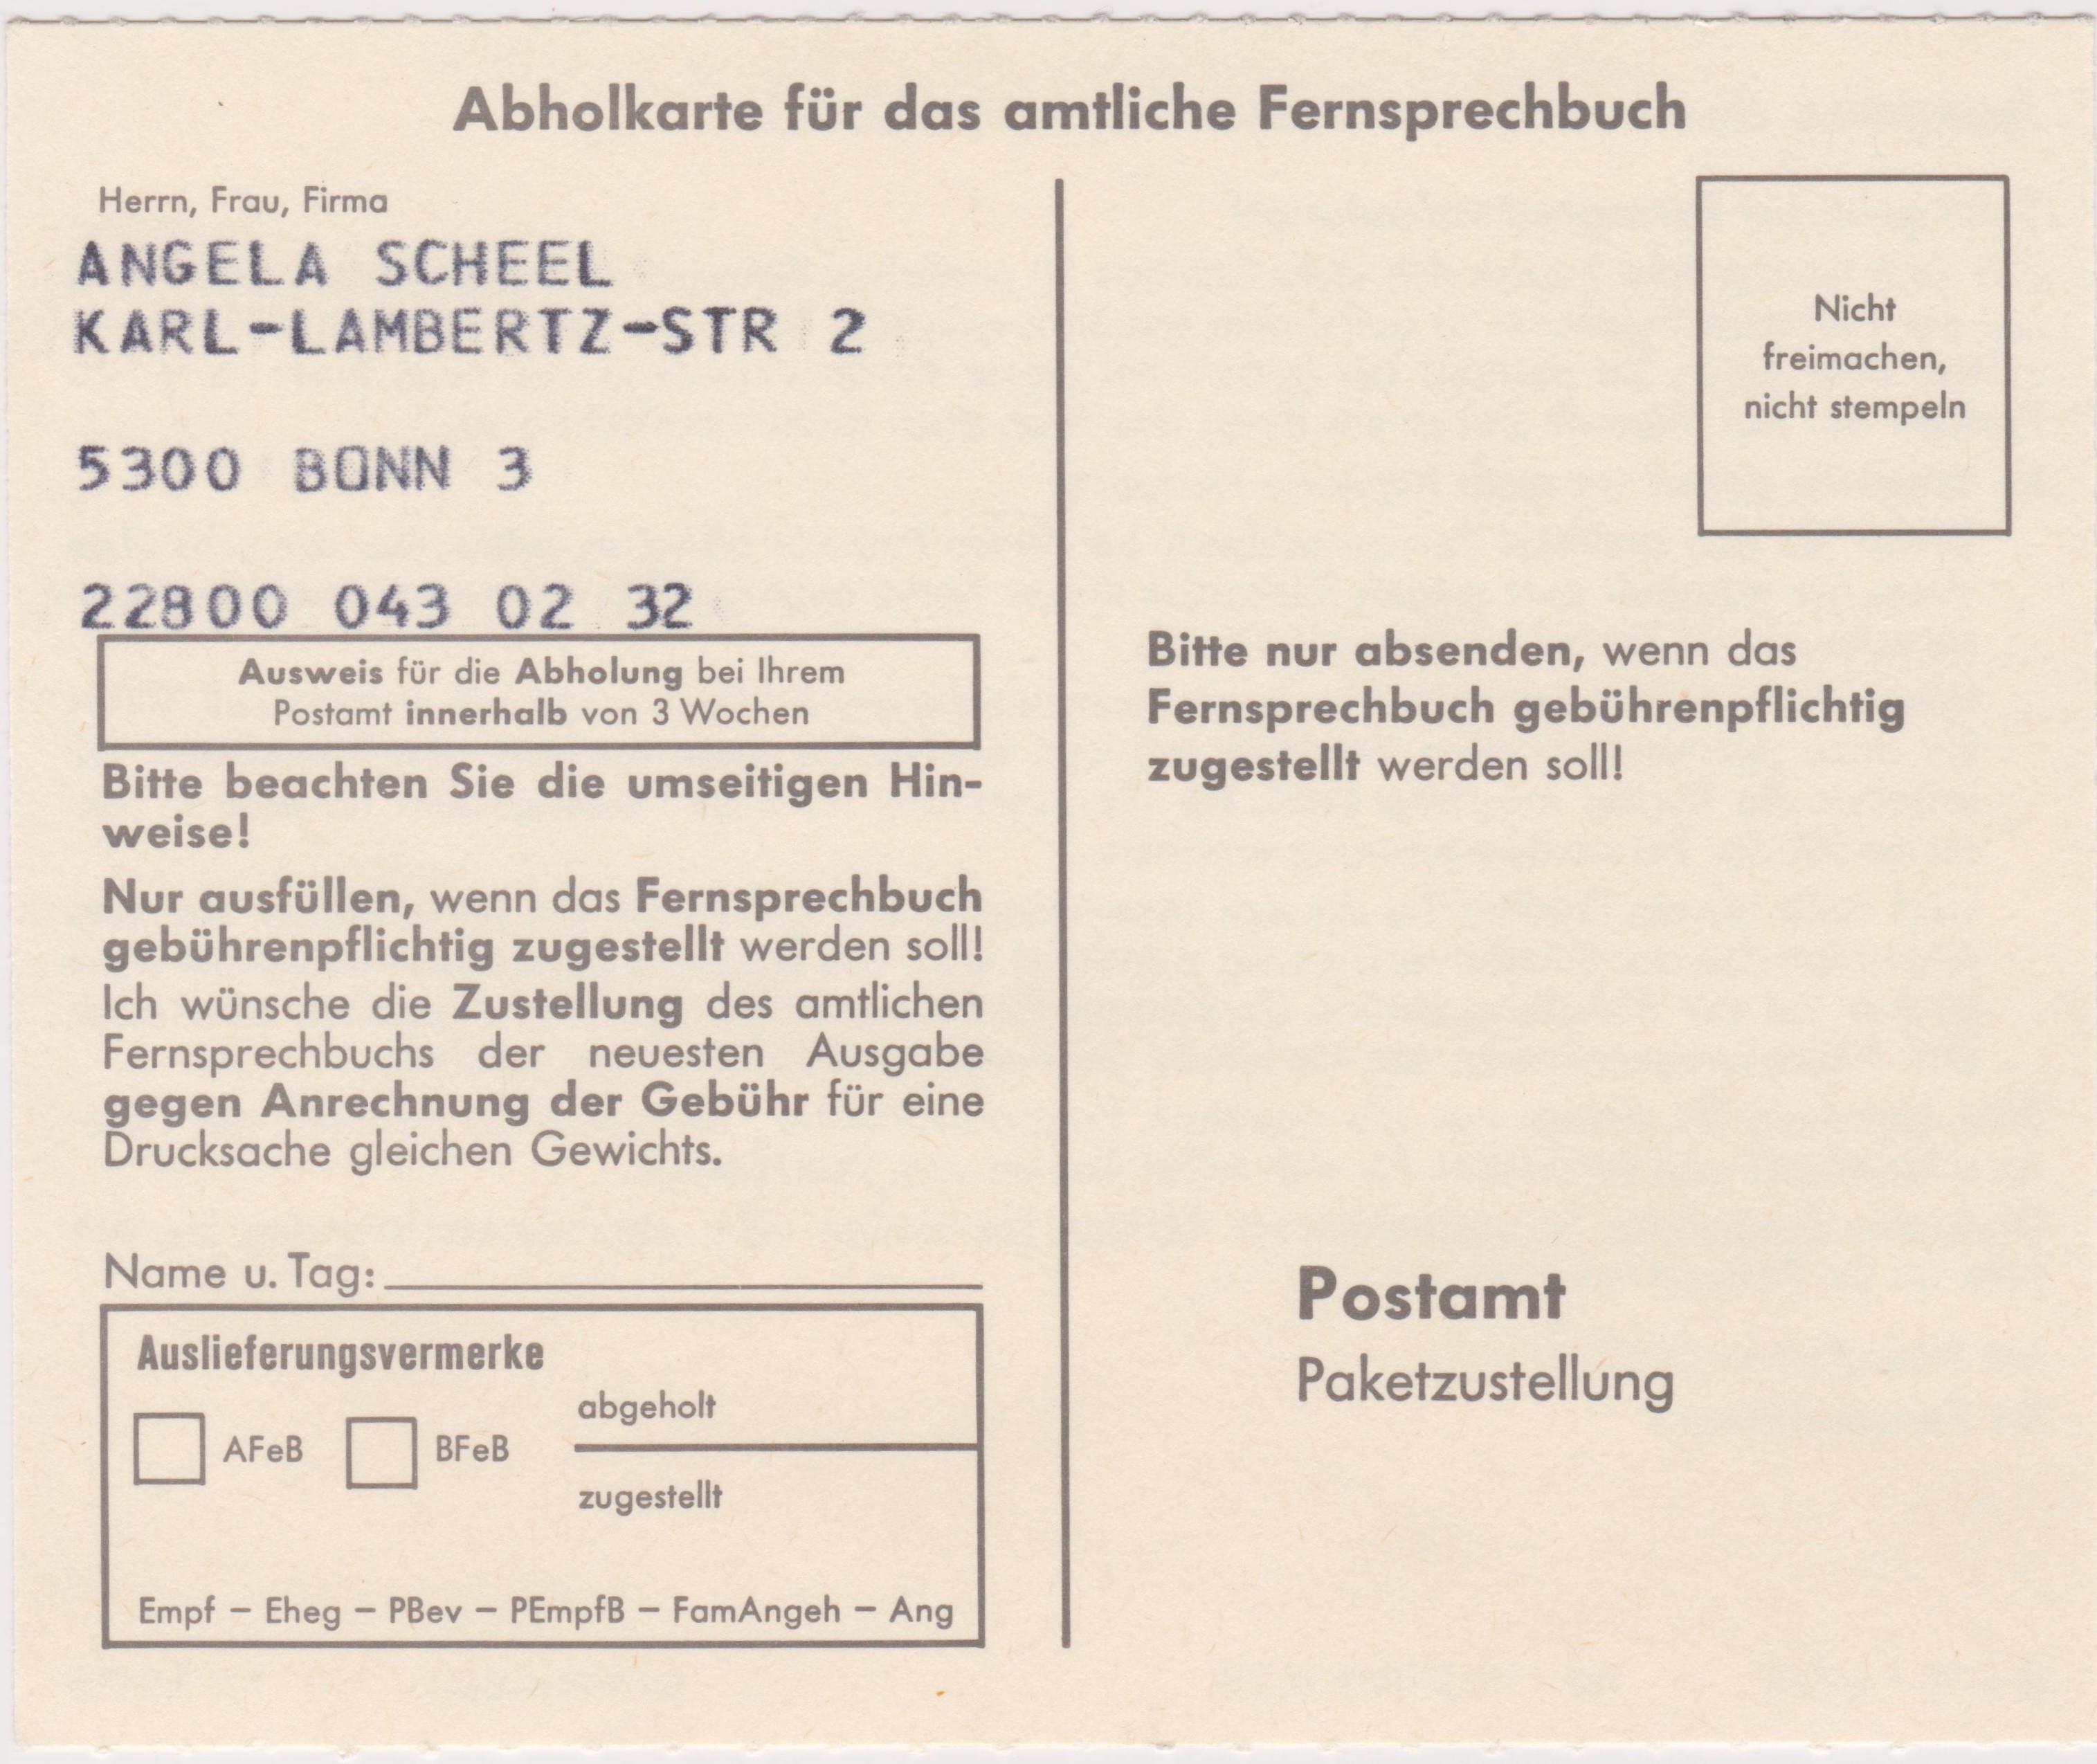 Abholkarte für das amtliche Fernsprechbuch
Herrn, Frau, Firma
ANGELA SCHEEL
KARL-LAMBERTZ-STR 2
5300 BONN 3
22800 043 02 32
Ausweis für die Abholung bei Ihrem
Postamt innerhalb von 3 Wochen
Bitte beachten Sie die umseitigen Hin-
weise!
Nur ausfüllen, wenn das Fernsprechbuch
gebührenpflichtig zugestellt werden soll!
Ich wünsche die Zustellung des amtlichen
Fernsprechbuchs der neuesten Ausgabe
gegen Anrechnung der Gebühr für eine
Drucksache gleichen Gewichts.
Name u. Tag:
Auslieferungsvermerke
AFeB BFeB
abgeholt
zugestellt
Empf – Eheg – PBev – PEmpfB – FamAngeh – Ang
Nicht
freimachen,
nicht stempeln
Bitte nur absenden, wenn das
Fernsprechbuch gebührenpflichtig
zugestellt werden soll!
Postamt
Paketzustellung